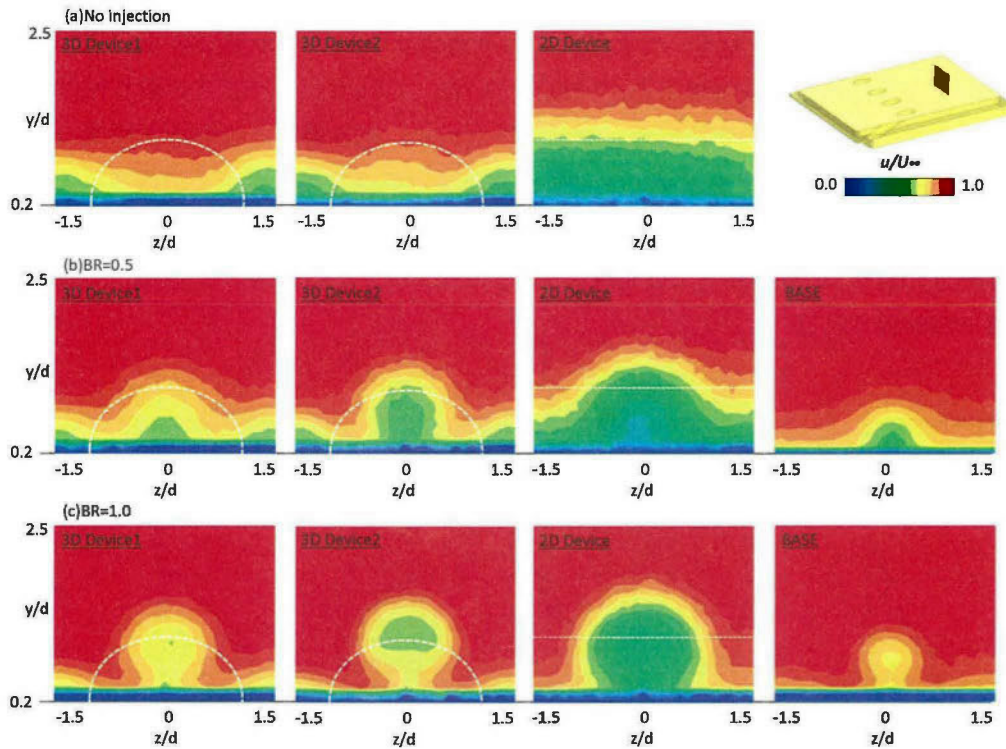 (a)No injection
3D Device1
3D Device2
2D Device
2.5
y/d
0.2
-1.5 0 1.5 -1.5 0 1.5 -1.5 0 1.5
z/d z/d z/d
u/U∞
0.0 1.0
(b)BR=0.5
3D Device1
3D Device2
2D Device
BASE
2.5
y/d
0.2
-1.5 0 1.5 -1.5 0 1.5 -1.5 0 1.5 -1.5 0 1.5
z/d z/d z/d z/d
(c)BR=1.0
3D Device1
3D Device2
2D Device
BASE
2.5
y/d
0.2
-1.5 0 1.5 -1.5 0 1.5 -1.5 0 1.5 -1.5 0 1.5
z/d z/d z/d z/d